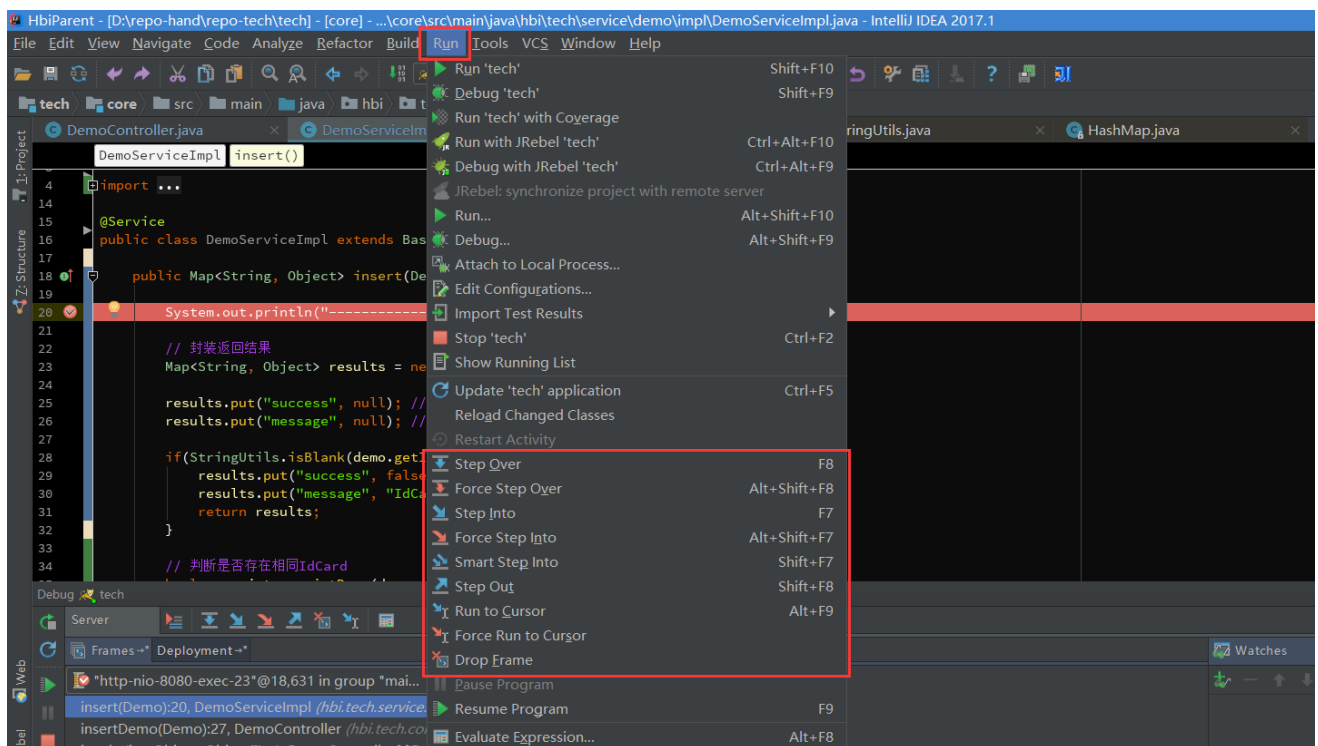 HbiParent - [D:\repo-hand\repo-tech\tech] - [core] - ...\core\src\main\java\hbi\tech\service\demo\impl\DemoServiceImpl.java - IntelliJ IDEA 2017.1
File Edit View Navigate Code Analyze Refactor Build Run Tools VCS Window Help
tech core src main java hbi
DemoController.java DemoServiceIm ringUtils.java HashMap.java
DemoServiceImpl insert()
1: Project
Z: Structure
Web
4 import ...
14
15 @Service
16 public class DemoServiceImpl extends Bas
17
18 public Map<String, Object> insert(De
19
20 System.out.println("------------
21
22 // 封装返回结果
23 Map<String, Object> results = ne
24
25 results.put("success", null); //
26 results.put("message", null); //
27
28 if(StringUtils.isBlank(demo.getI
29 results.put("success", false
30 results.put("message", "IdCa
31 return results;
32 }
33
34 // 判断是否存在相同IdCard
Run 'tech' Shift+F10
Debug 'tech' Shift+F9
Run 'tech' with Coverage
Run with JRebel 'tech' Ctrl+Alt+F10
Debug with JRebel 'tech' Ctrl+Alt+F9
JRebel: synchronize project with remote server
Run... Alt+Shift+F10
Debug... Alt+Shift+F9
Attach to Local Process...
Edit Configurations...
Import Test Results
Stop 'tech' Ctrl+F2
Show Running List
Update 'tech' application Ctrl+F5
Reload Changed Classes
Restart Activity
Step Over F8
Force Step Over Alt+Shift+F8
Step Into F7
Force Step Into Alt+Shift+F7
Smart Step Into Shift+F7
Step Out Shift+F8
Run to Cursor Alt+F9
Force Run to Cursor
Drop Frame
Pause Program
Resume Program F9
Evaluate Expression... Alt+F8
Debug tech
Server
Frames Deployment Watches
"http-nio-8080-exec-23"@18,631 in group "mai...
insert(Demo):20, DemoServiceImpl (hbi.tech.service.
insertDemo(Demo):27, DemoController (hbi.tech.co